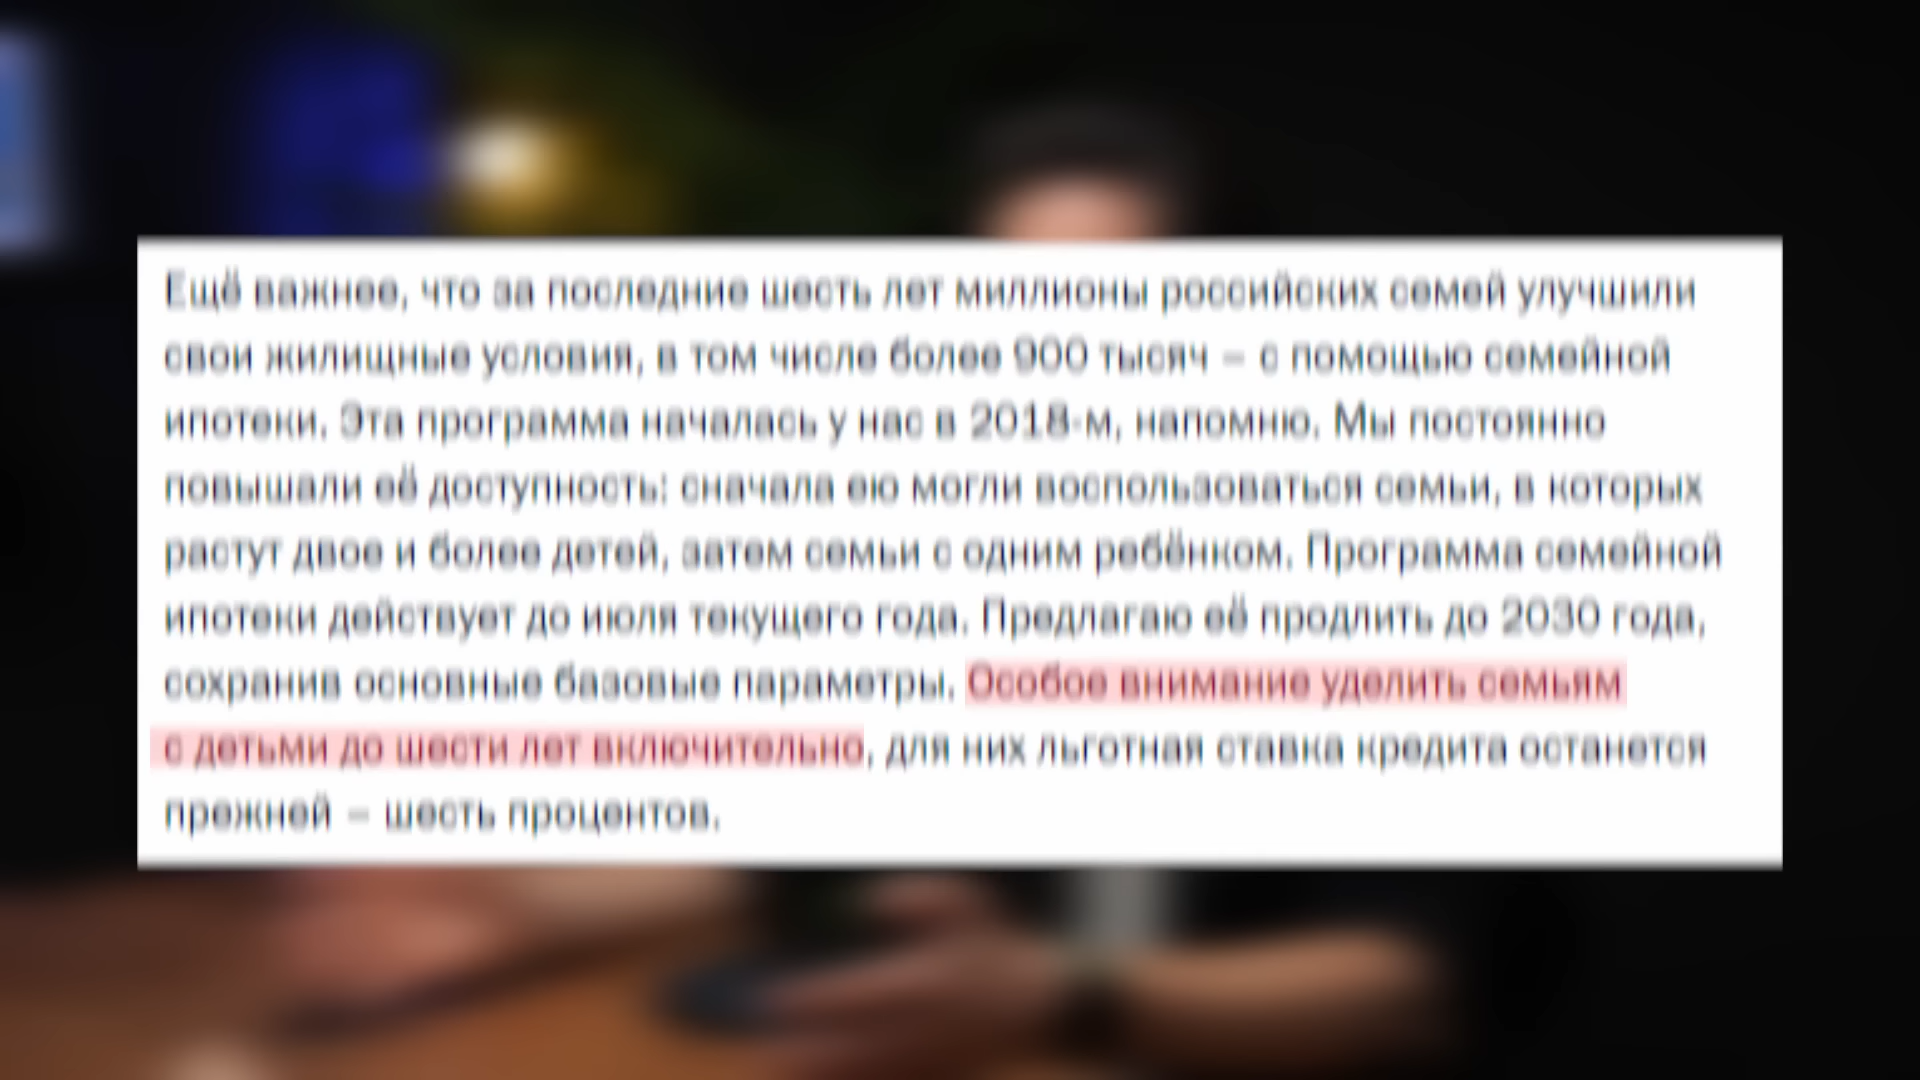 Ещё важнее, что за последние шесть лет миллионы российских семей улучшили
свои жилищные условия, в том числе более 900 тысяч – с помощью семейной
ипотеки. Эта программа началась у нас в 2018-м, напомню. Мы постоянно
повышали её доступность: сначала ею могли воспользоваться семьи, в которых
растут двое и более детей, затем семьи с одним ребёнком. Программа семейной
ипотеки действует до июля текущего года. Предлагаю её продлить до 2030 года,
сохранив основные базовые параметры. Особое внимание уделить семьям
с детьми до шести лет включительно, для них льготная ставка кредита останется
прежней – шесть процентов.